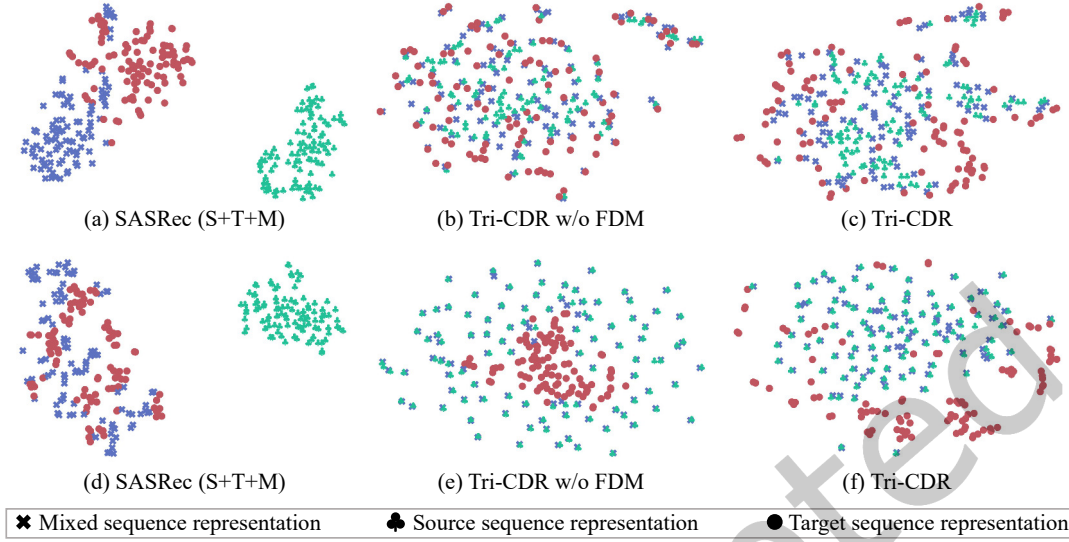 (a) SASRec (S+T+M) (b) Tri-CDR w/o FDM (c) Tri-CDR
(d) SASRec (S+T+M) (e) Tri-CDR w/o FDM (f) Tri-CDR
Mixed sequence representation Source sequence representation Target sequence representation